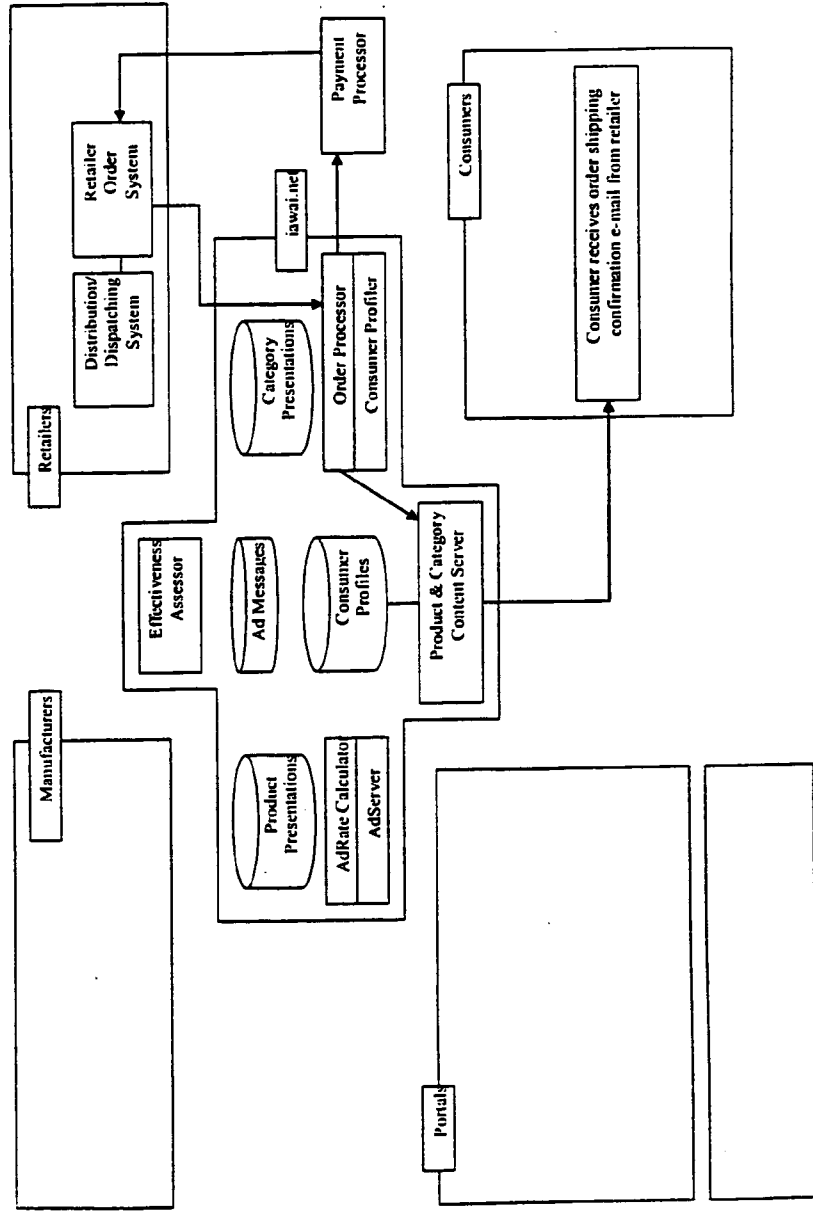 Manufacturers
Retailers
Distribution/
Dispatching
System
Retailer
Order
System
Effectiveness
Assessor
iawai.net
Payment
Processor
Product
Presentations
Ad Messages
Category
Presentations
AdRate Calculator
AdServer
Consumer
Profiles
Order Processor
Consumer Profiler
Product & Category
Content Server
Portals
Consumers
Consumer receives order shipping
confirmation e-mail from retailer